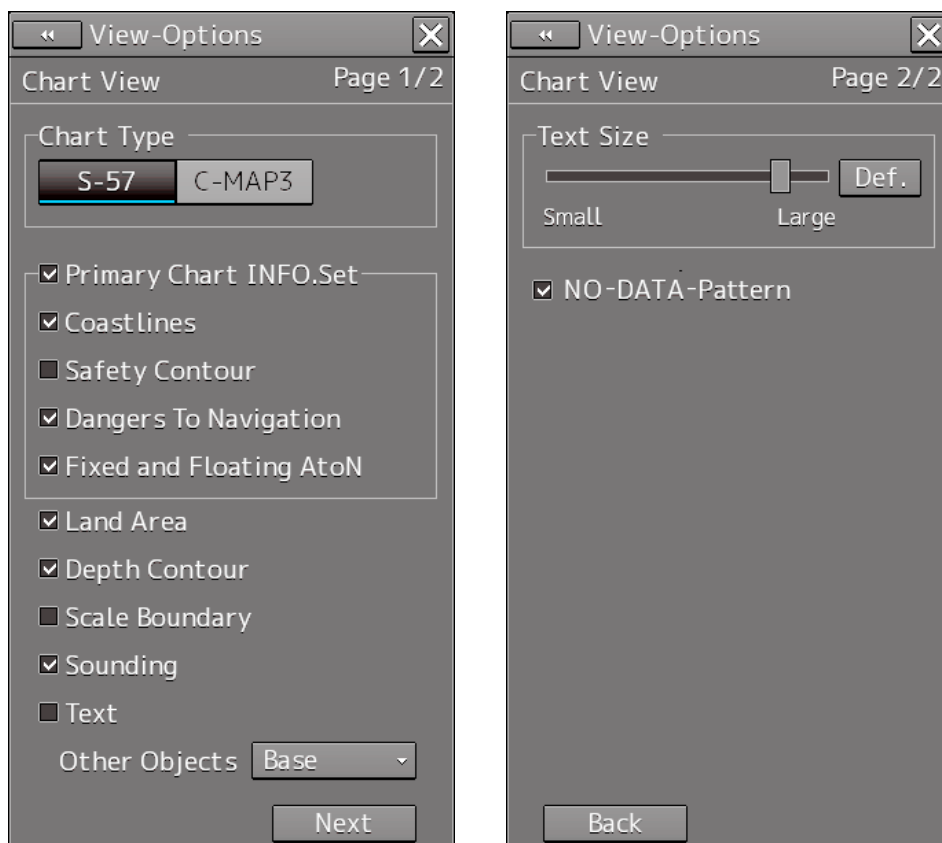 View-Options
Chart View Page 1/2
Chart Type
S-57 C-MAP3
Primary Chart INFO.Set
Coastlines
Safety Contour
Dangers To Navigation
Fixed and Floating AtoN
Land Area
Depth Contour
Scale Boundary
Sounding
Text
Other Objects Base
Next
View-Options
Chart View Page 2/2
Text Size
Def.
Small Large
NO-DATA-Pattern
Back